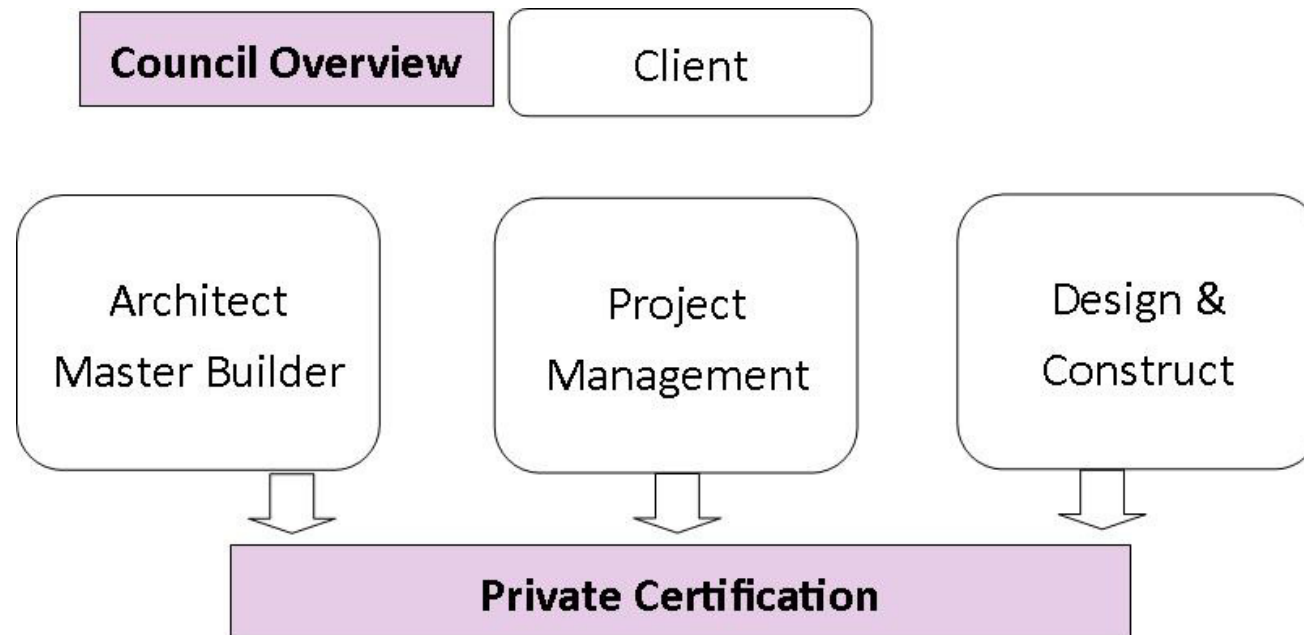 Council Overview
Client
Architect
Master Builder
Project
Management
Design &
Construct
Private Certification